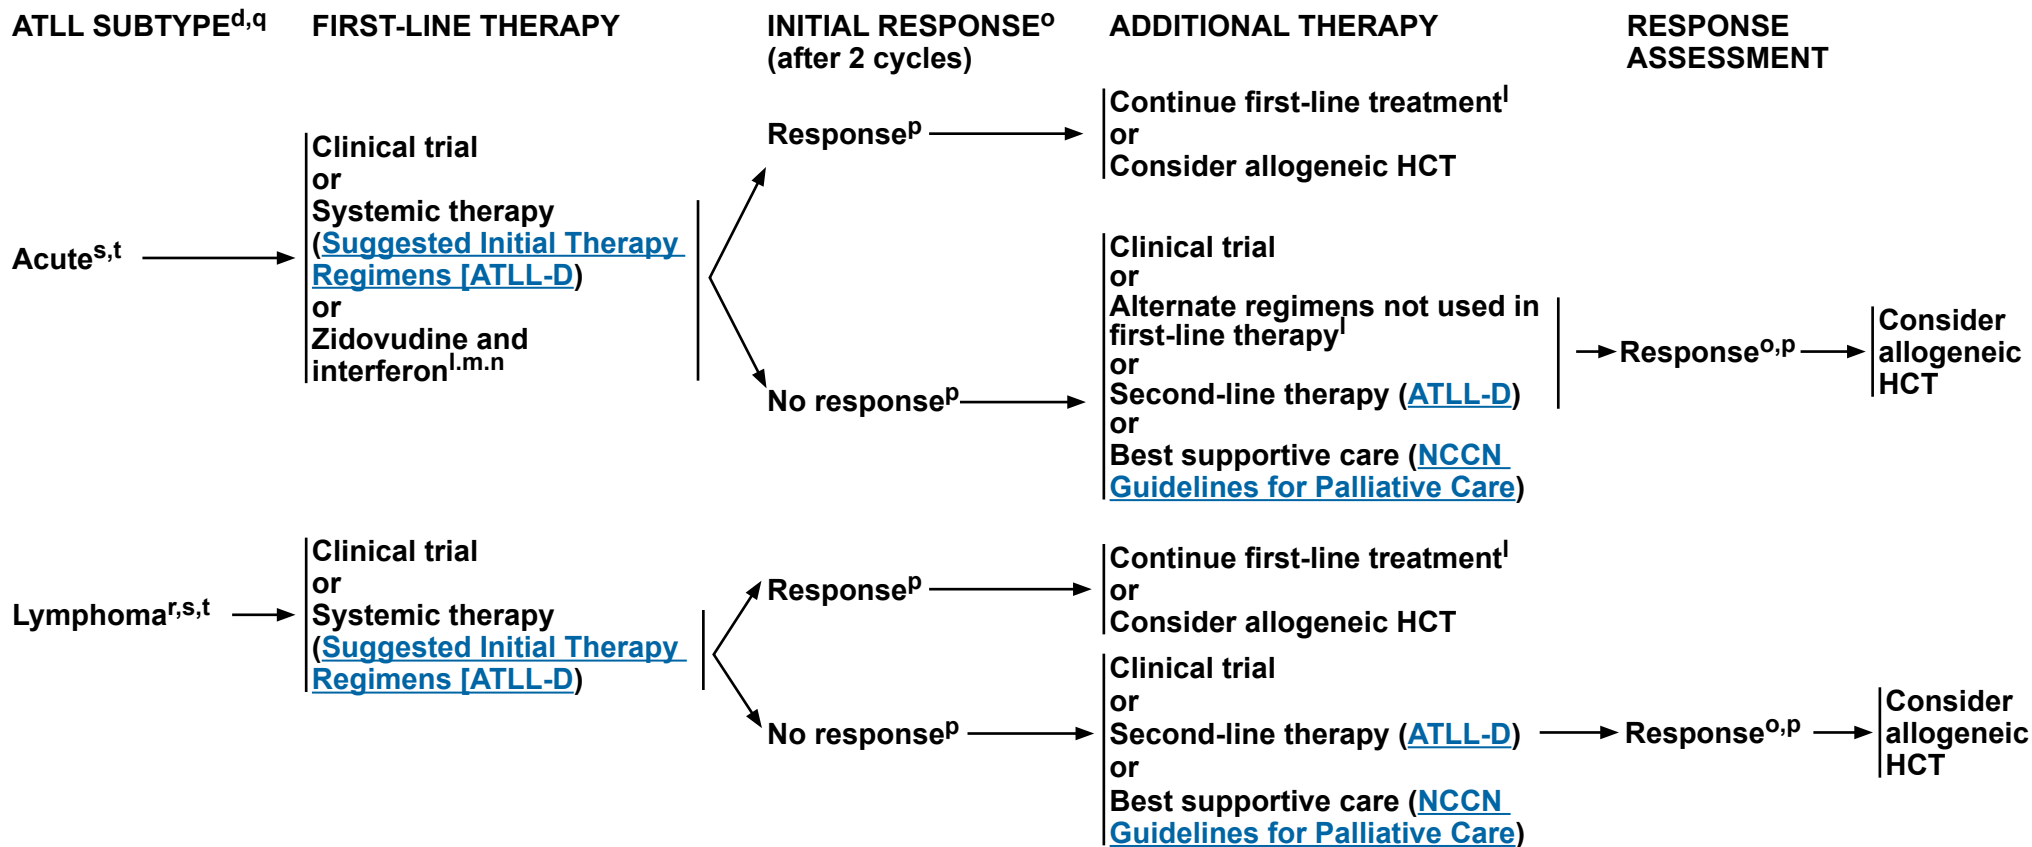 ATLL SUBTYPEd,q
FIRST-LINE THERAPY
INITIAL RESPONSEo
(after 2 cycles)
ADDITIONAL THERAPY
RESPONSE
ASSESSMENT
Acutes,t
Clinical trial
or
Systemic therapy
(Suggested Initial Therapy
Regimens [ATLL-D)
or
Zidovudine and
interferonl.m.n
Responsep
Continue first-line treatmentl
or
Consider allogeneic HCT
No responsep
Clinical trial
or
Alternate regimens not used in
first-line therapyl
or
Second-line therapy (ATLL-D)
or
Best supportive care (NCCN
Guidelines for Palliative Care)
Responseo,p
Consider
allogeneic
HCT
Lymphomar,s,t
Clinical trial
or
Systemic therapy
(Suggested Initial Therapy
Regimens [ATLL-D)
Responsep
Continue first-line treatmentl
or
Consider allogeneic HCT
No responsep
Clinical trial
or
Second-line therapy (ATLL-D)
or
Best supportive care (NCCN
Guidelines for Palliative Care)
Responseo,p
Consider
allogeneic
HCT